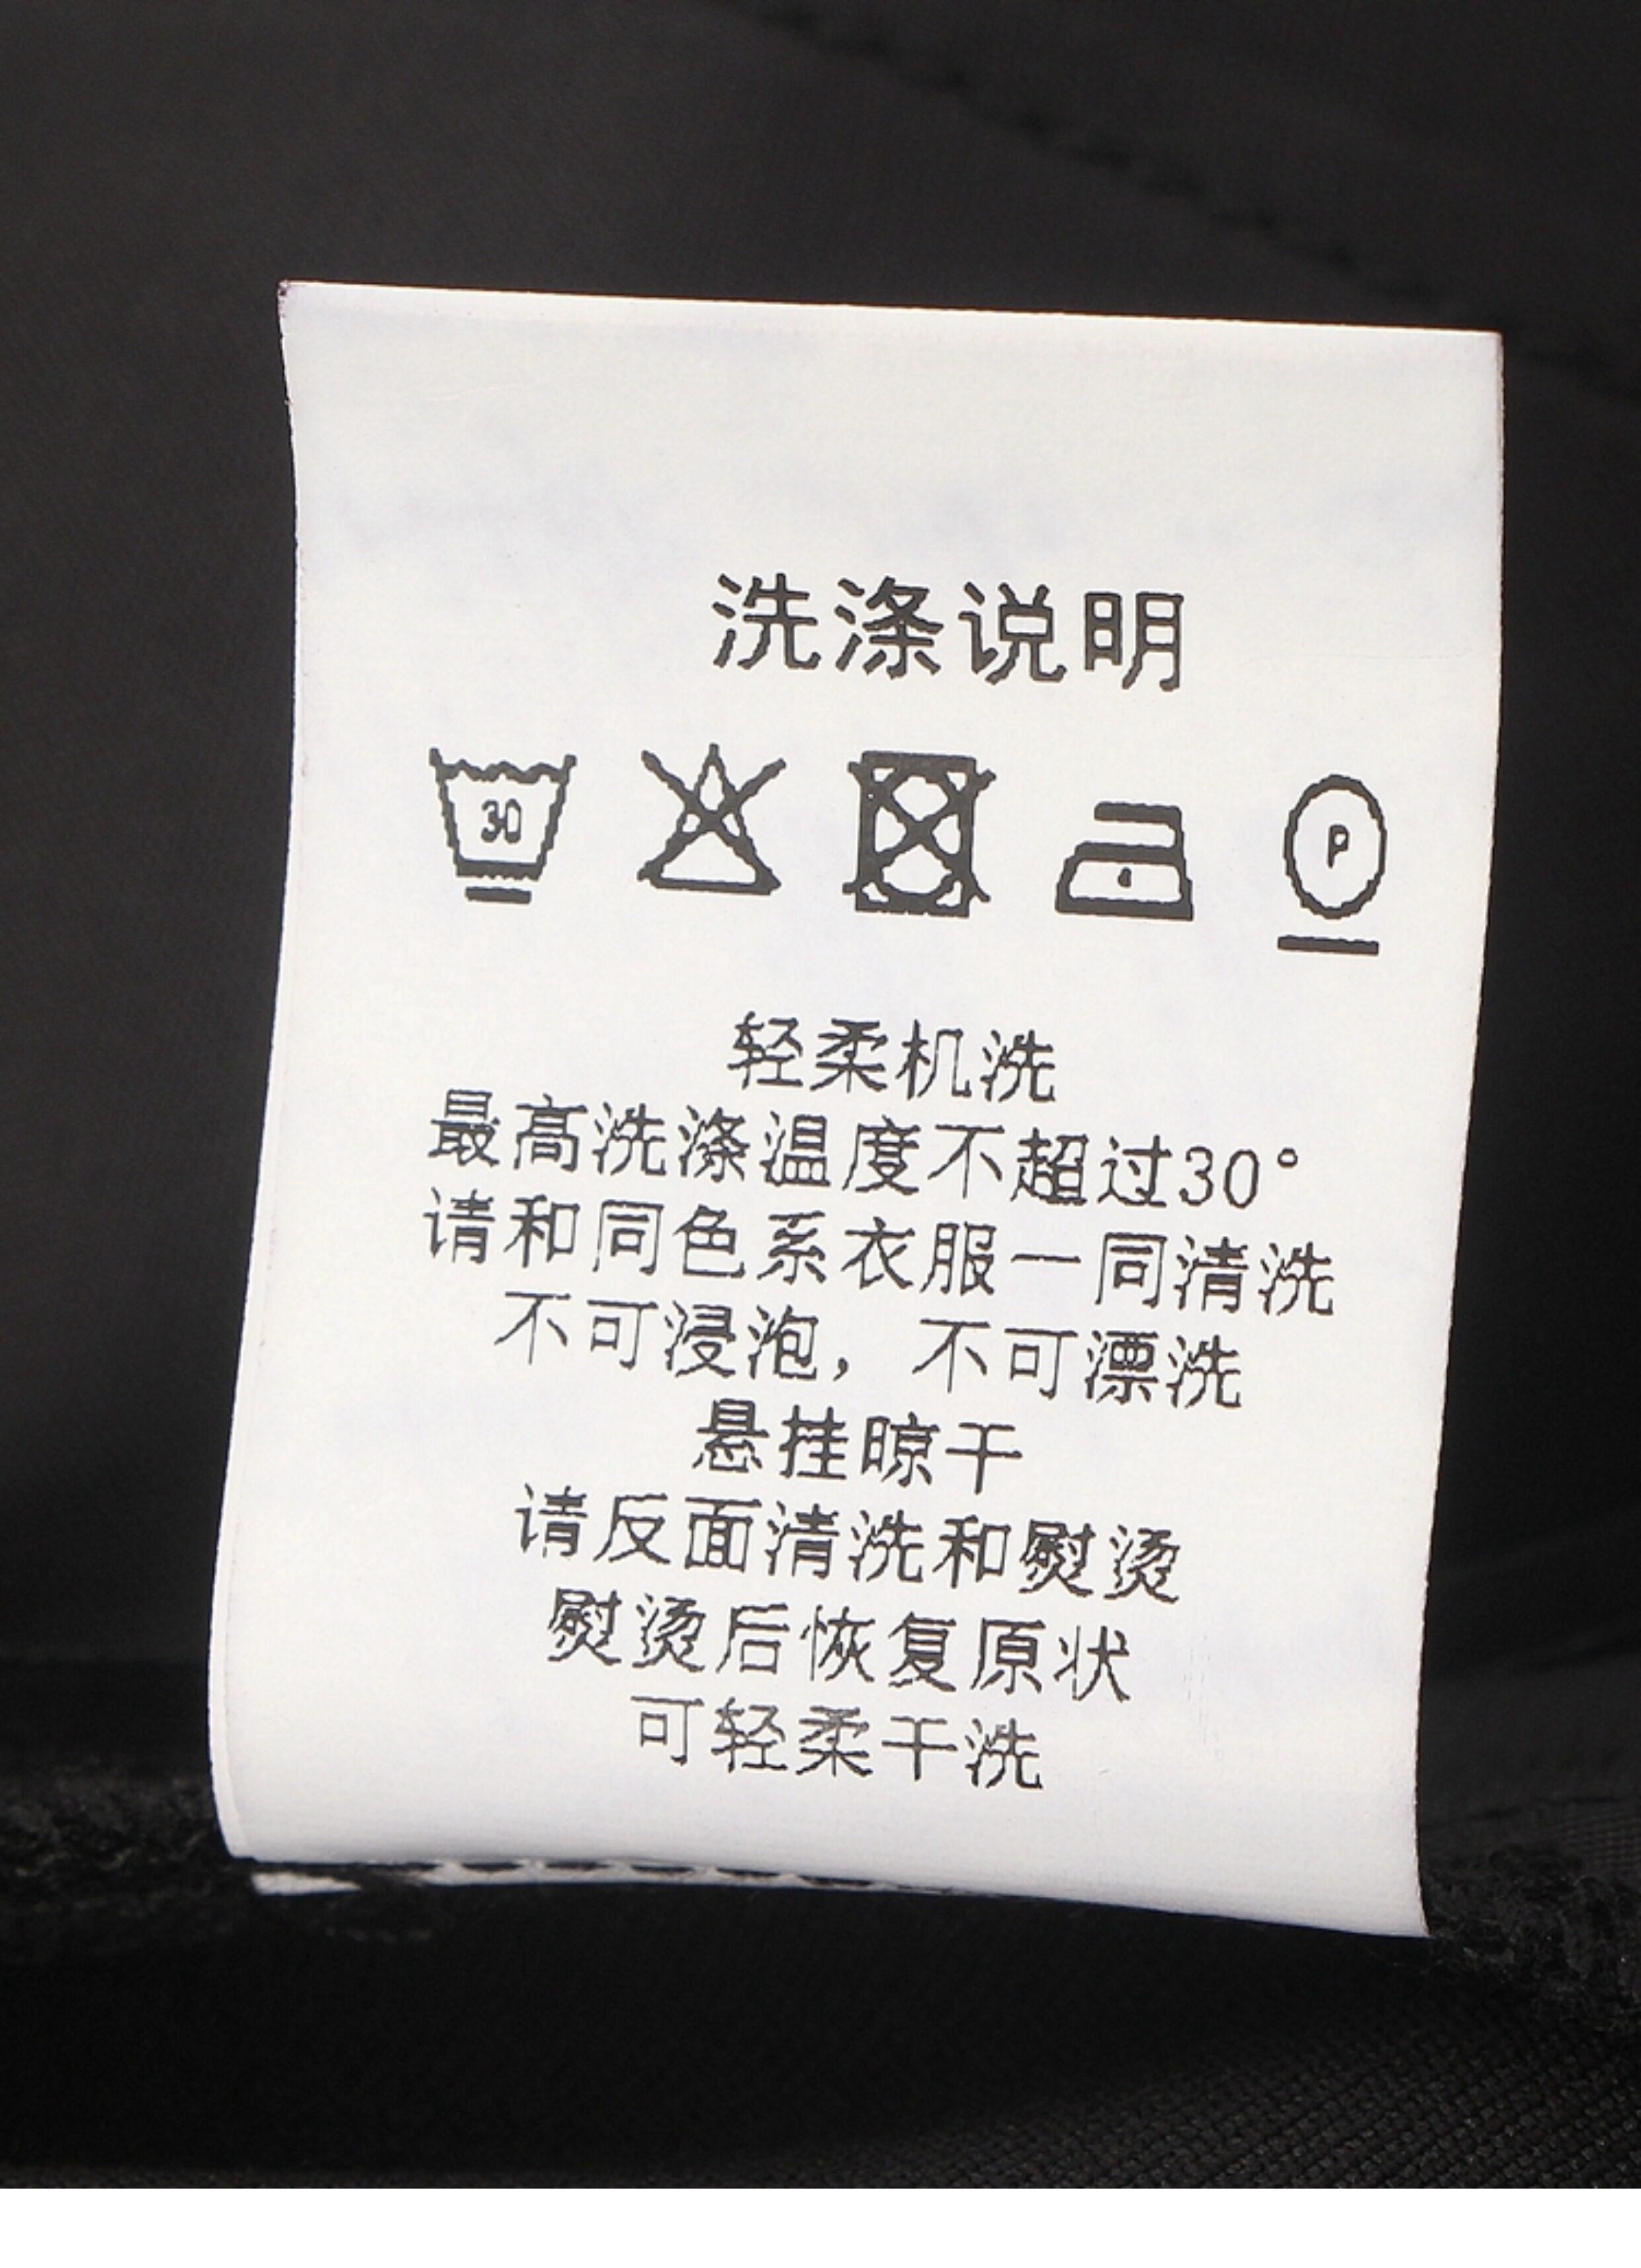 洗涤说明
30 P
轻柔机洗
最高洗涤温度不超过30°
请和同色系衣服一同清洗
不可浸泡，不可漂洗
悬挂晾干
请反面清洗和熨烫
熨烫后恢复原状
可轻柔干洗